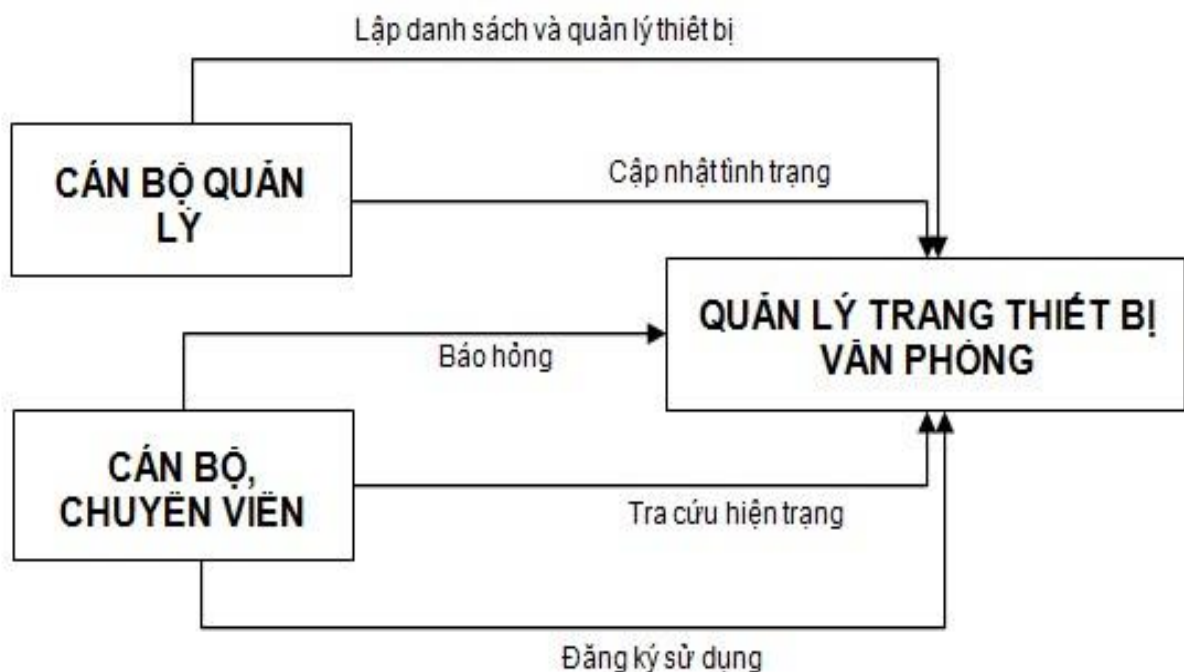 Lập danh sách và quản lý thiết bị
CÁN BỘ QUẢN
LÝ
Cập nhật tình trạng
QUẢN LÝ TRANG THIẾT BỊ
VĂN PHÒNG
Báo hỏng
CÁN BỘ,
CHUYÊN VIÊN
Tra cứu hiện trạng
Đăng ký sử dụng